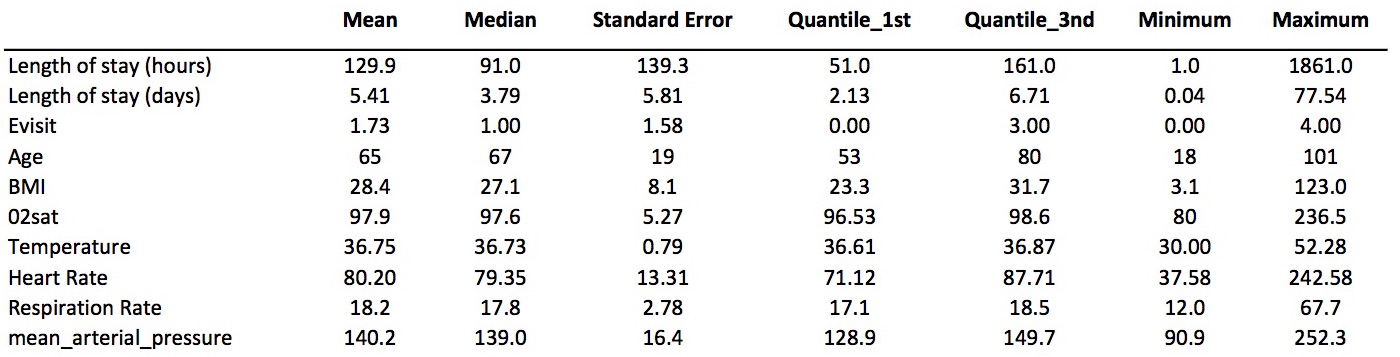 Mean Median Standard Error Quantile_1st Quantile_3nd Minimum Maximum
Length of stay (hours) 129.9 91.0 139.3 51.0 161.0 1.0 1861.0
Length of stay (days) 5.41 3.79 5.81 2.13 6.71 0.04 77.54
Evisit 1.73 1.00 1.58 0.00 3.00 0.00 4.00
Age 65 67 19 53 80 18 101
BMI 28.4 27.1 8.1 23.3 31.7 3.1 123.0
02sat 97.9 97.6 5.27 96.53 98.6 80 236.5
Temperature 36.75 36.73 0.79 36.61 36.87 30.00 52.28
Heart Rate 80.20 79.35 13.31 71.12 87.71 37.58 242.58
Respiration Rate 18.2 17.8 2.78 17.1 18.5 12.0 67.7
mean_arterial_pressure 140.2 139.0 16.4 128.9 149.7 90.9 252.3